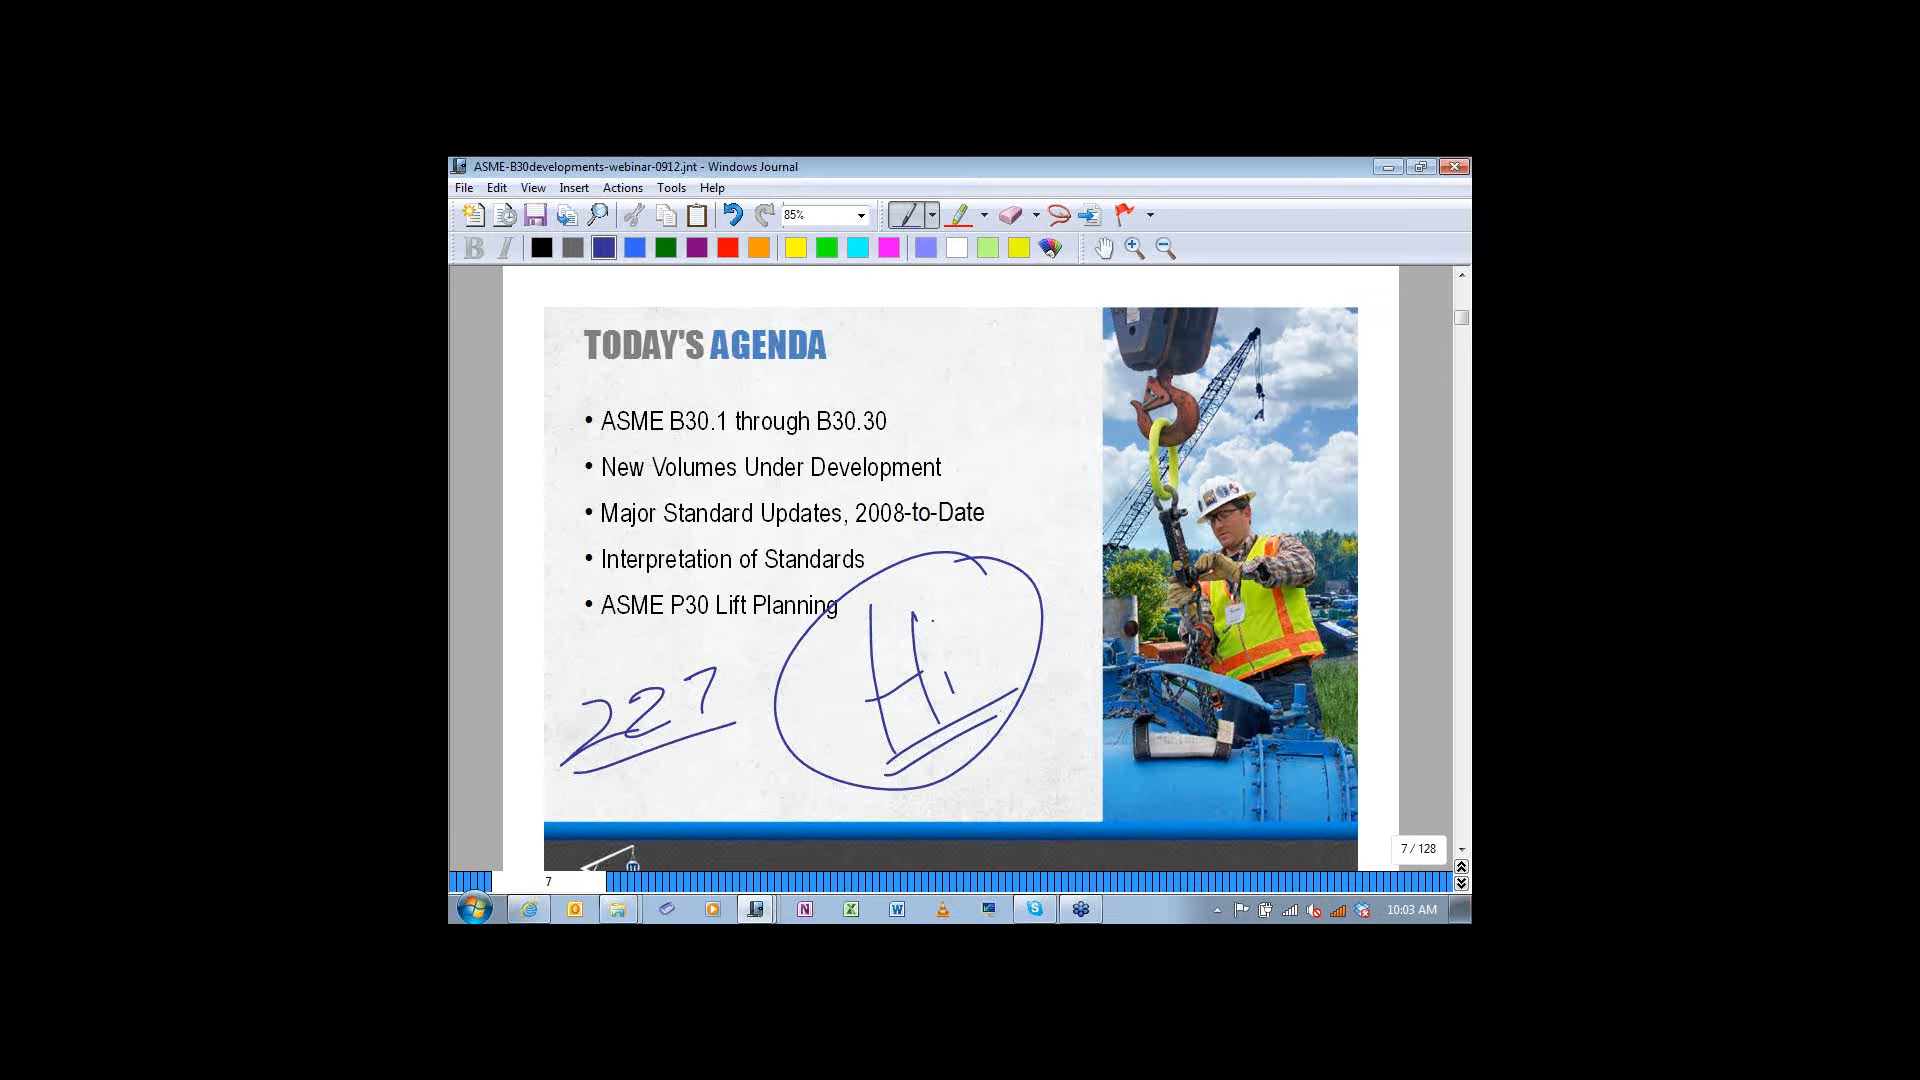 ASME-B30developments-webinar-0912.jnt - Windows Journal
File Edit View Insert Actions Tools Help
85%
B I
TODAY'S AGENDA
• ASME B30.1 through B30.30
• New Volumes Under Development
• Major Standard Updates, 2008-to-Date
• Interpretation of Standards
• ASME P30 Lift Planning
227
Hi
7 / 128
7
10:03 AM